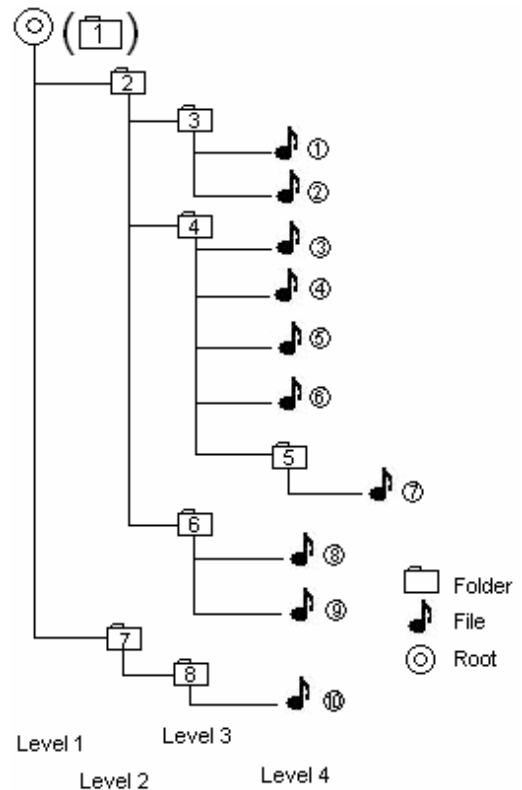 (1)
2
3
①
②
4
③
④
⑤
⑥
5
⑦
6
⑧
⑨
Folder
File
7
Root
8
⑩
Level 1
Level 2
Level 3
Level 4